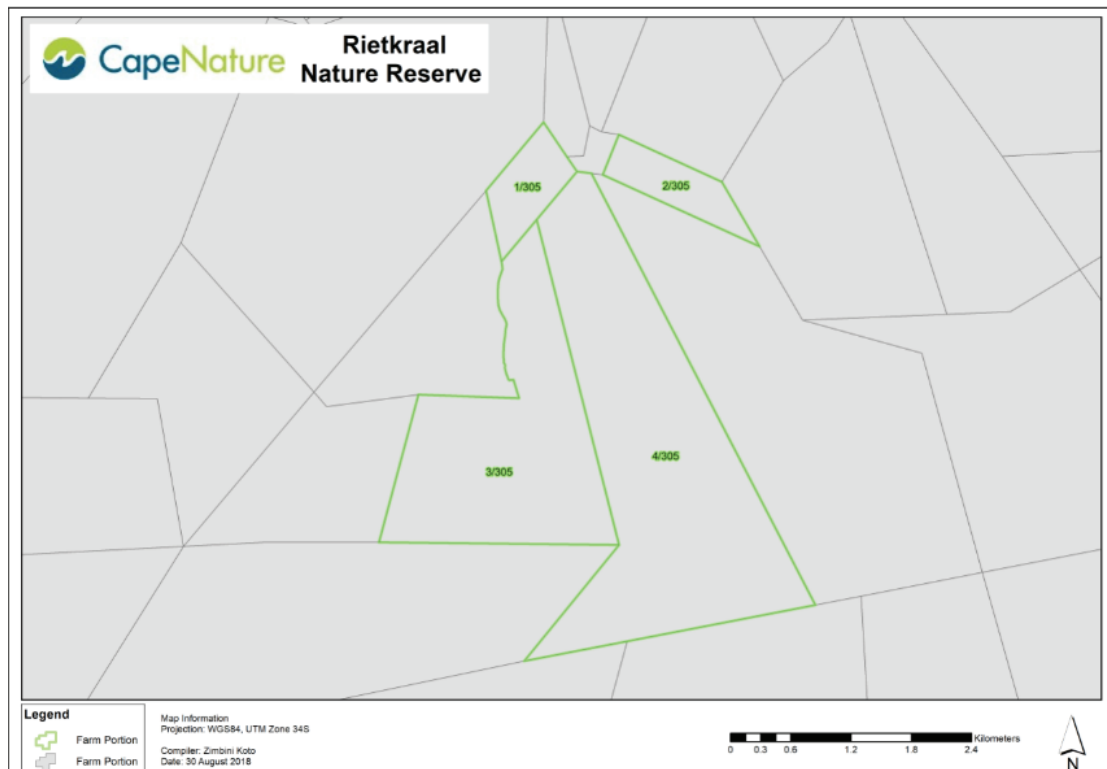 CapeNature
Rietkraal
Nature Reserve
1/305
2/305
3/305
4/305
Legend
Farm Portion
Farm Portion
Map Information
Projection: WGS84, UTM Zone 34S
Compiler: Zimbini Koto
Date: 30 August 2018
Kilometers
0 0.3 0.6 1.2 1.8 2.4
N